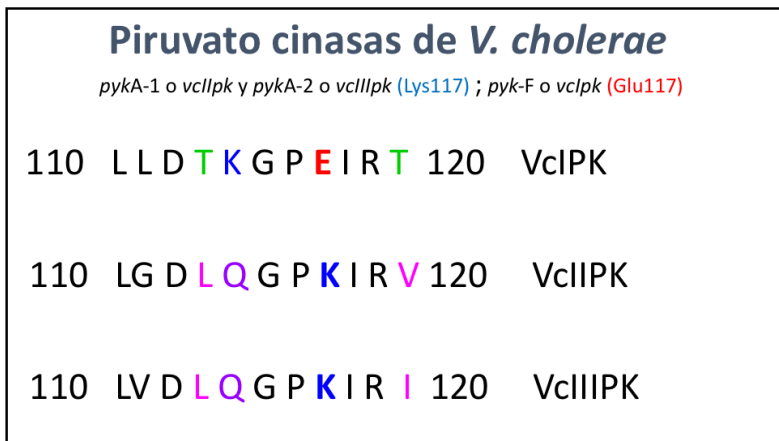 Piruvato cinasas de V. cholerae
pykA-1 o vcIIpk y pykA-2 o vcIIIpk (Lys117) ; pyk-F o vcIpk (Glu117)
110 L L D T K G P E I R T 120 VcIPK
110 LG D L Q G P K I R V 120 VcIIPK
110 LV D L Q G P K I R I 120 VcIIIPK